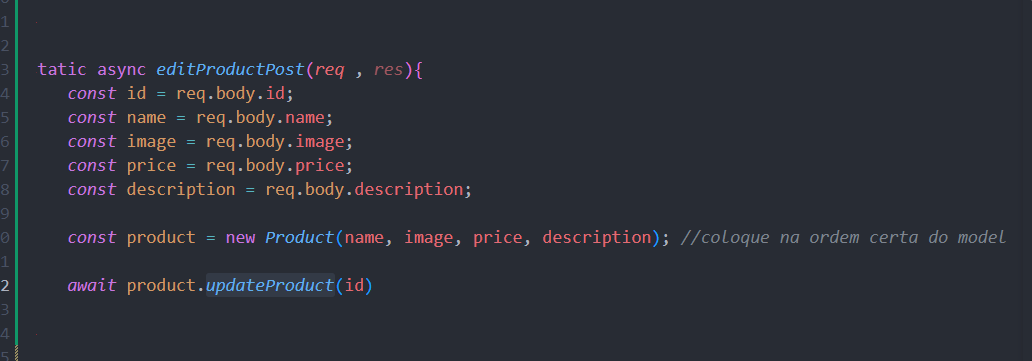 1
2
3 tatic async editProductPost(req , res){
4 const id = req.body.id;
5 const name = req.body.name;
6 const image = req.body.image;
7 const price = req.body.price;
8 const description = req.body.description;
9
0 const product = new Product(name, image, price, description); //coloque na ordem certa do model
1
2 await product.updateProduct(id)
3
4
5